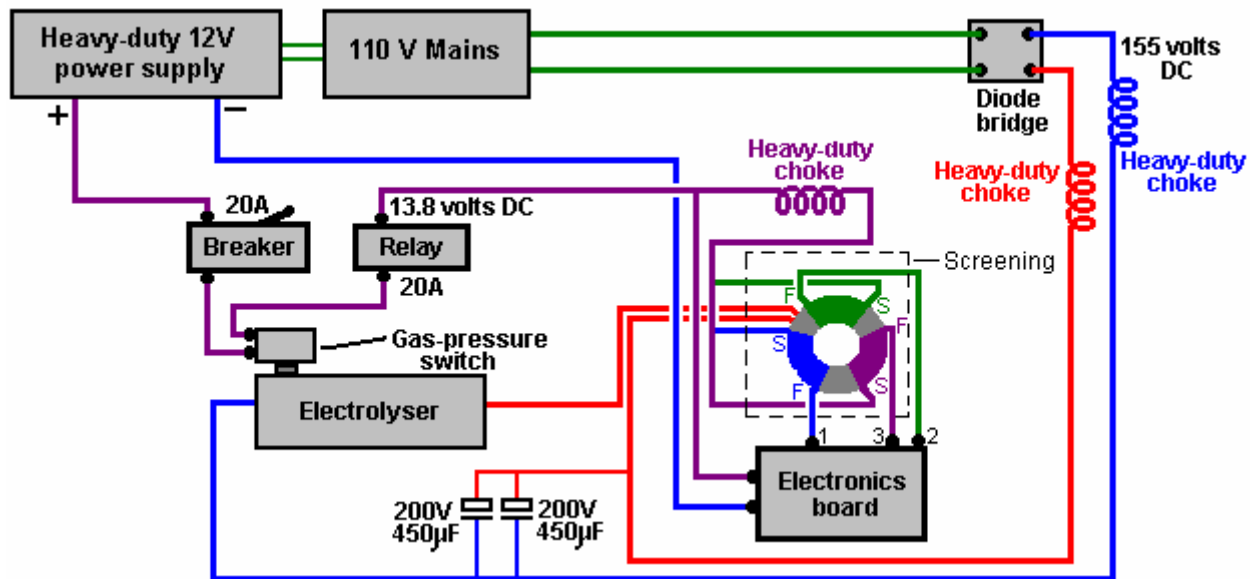 Heavy-duty 12V
power supply
110 V Mains
155 volts
DC
Diode
bridge
+
−
Heavy-duty
choke
Heavy-duty
choke
Heavy-duty
choke
20A
13.8 volts DC
Breaker
Relay
20A
Screening
F
S
F
S
F
S
Gas-pressure
switch
Electrolyser
1
3
2
Electronics
board
200V
450µF
200V
450µF